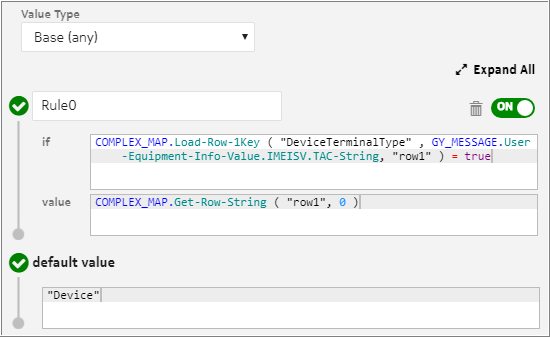 Value Type
Base (any)
Expand All
Rule0
ON
if
COMPLEX_MAP.Load-Row-1Key ( "DeviceTerminalType" , GY_MESSAGE.User
-Equipment-Info-Value.IMEISV.TAC-String, "row1" ) = true
value
COMPLEX_MAP.Get-Row-String ( "row1", 0 )
default value
"Device"